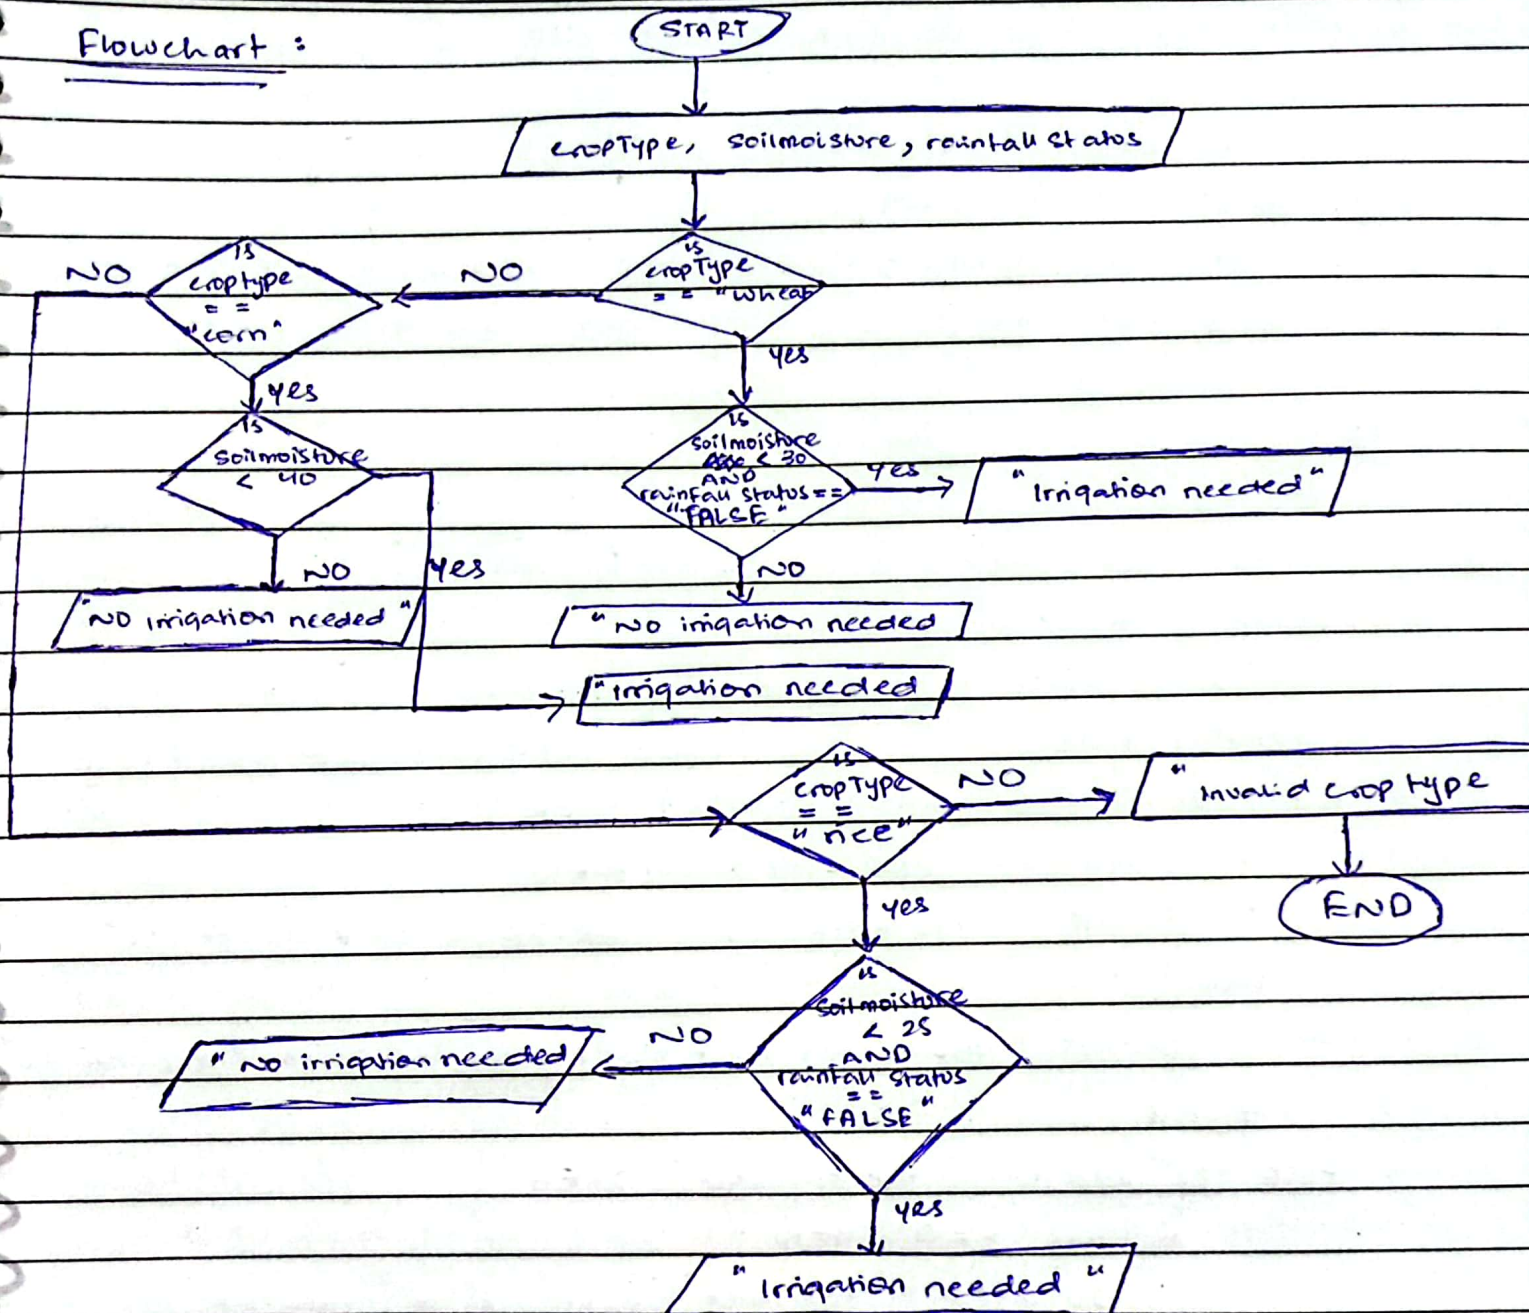 Flowchart :
START
cropType, soilmoisture, rainfall status
is
cropType
== "wheat
NO
Is
croptype
==
"corn"
NO
yes
yes
Is
soilmoisture
< 40
is
soilmoisture
< 30
AND
rainfall status==
"FALSE"
yes
"Irrigation needed"
NO
yes
NO
"NO irrigation needed"
"No irrigation needed
"irrigation needed
is
cropType
==
"rice"
NO
"Invalid crop type
END
yes
is
soilmoisture
< 25
AND
rainfall status
==
"FALSE"
NO
"No irrigation needed
yes
"Irrigation needed"